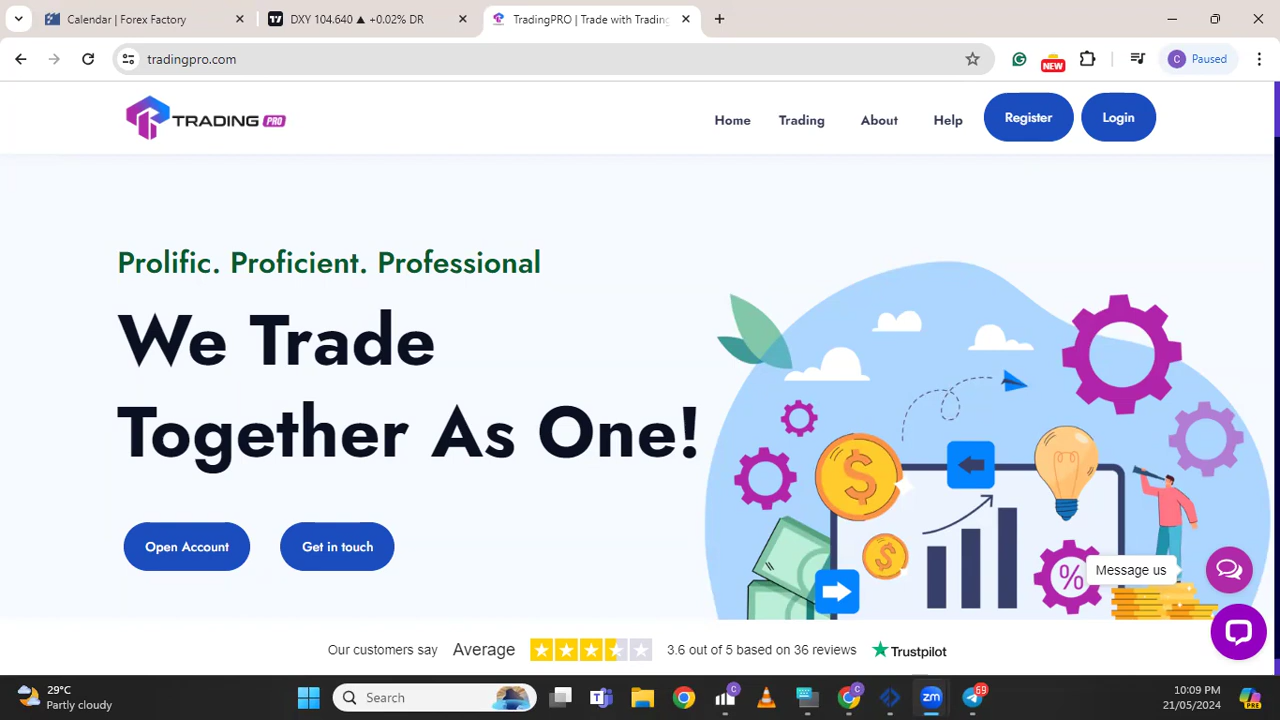 Calendar | Forex Factory
DXY 104.640 ▲ +0.02% DR
TradingPRO | Trade with Trading
tradingpro.com
NEW
C
Paused
TRADING PRO
Home
Trading
About
Help
Register
Login
Prolific. Proficient. Professional
We Trade
Together As One!
Open Account
Get in touch
$
$
%
Message us
Our customers say
Average
3.6 out of 5 based on 36 reviews
Trustpilot
29°C
Partly cloudy
Search
C
C
zm
69
10:09 PM
21/05/2024
PRE